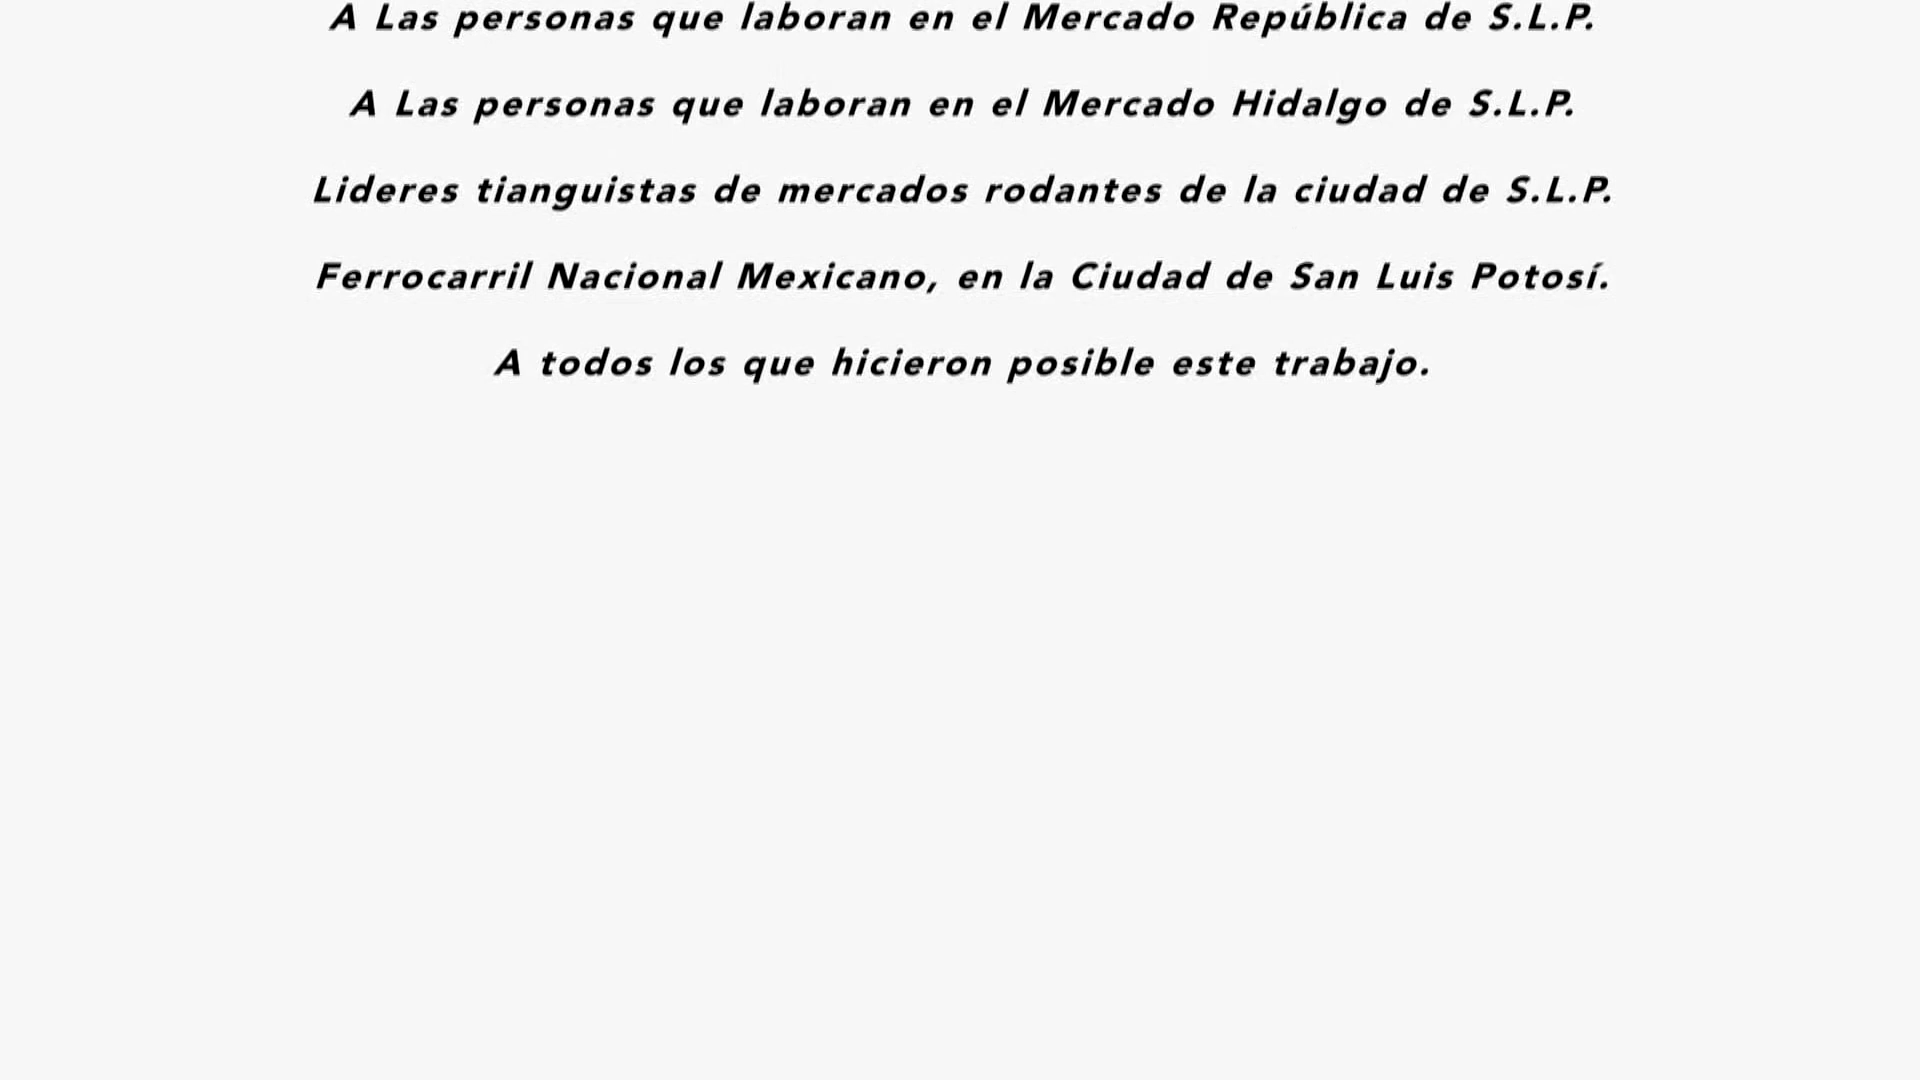 A Las personas que laboran en el Mercado República de S.L.P.
A Las personas que laboran en el Mercado Hidalgo de S.L.P.
Lideres tianguistas de mercados rodantes de la ciudad de S.L.P.
Ferrocarril Nacional Mexicano, en la Ciudad de San Luis Potosí.
A todos los que hicieron posible este trabajo.